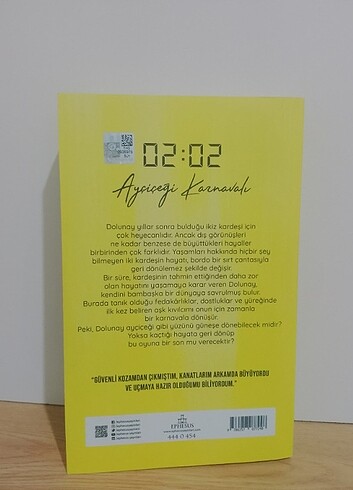 02:02
Ayçiçeği Karnavalı
Dolunay yıllar sonra bulduğu ikiz kardeşi için
çok heyecanlıdır. Ancak dış görünüşleri
ne kadar benzese de büyüttükleri hayaller
birbirinden çok farklıdır. Yaşamları hakkında hiçbir şey
bilmeyen iki kardeşin hayatı, bordo bir sırt çantasıyla
geri dönülemez şekilde değişir.
Bir süre, kardeşinin tahmin ettiğinden daha zor
olan hayatını yaşamaya karar veren Dolunay,
kendini bambaşka bir dünyaya savrulmuş bulur.
Burada tanık olduğu fedakârlıklar, dostluklar ve yüreğinde
ilk kez beliren aşk kıvılcımı onun için zamanla
bir karnavala dönüşür.
Peki, Dolunay ayçiçeği gibi yüzünü güneşe dönebilecek midir?
Yoksa kaçtığı hayata geri dönüp
bu oyuna bir son mu verecektir?
"GÜVENLİ KOZAMDAN ÇIKMIŞTIM, KANATLARIM ARKAMDA BÜYÜYORDU
VE UÇMAYA HAZIR OLDUĞUMU BİLİYORDUM."
EPHESUS
444 0 454